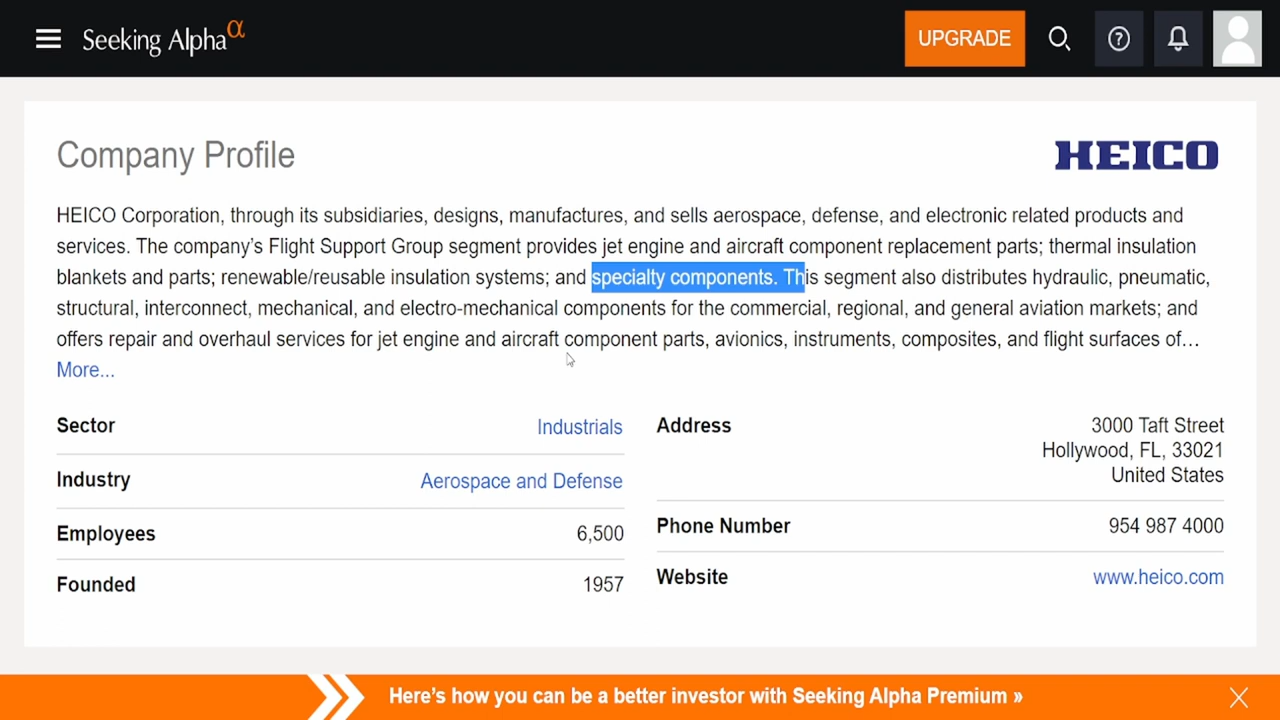 Seeking Alpha α
UPGRADE
Company Profile
HEICO
HEICO Corporation, through its subsidiaries, designs, manufactures, and sells aerospace, defense, and electronic related products and
services. The company’s Flight Support Group segment provides jet engine and aircraft component replacement parts; thermal insulation
blankets and parts; renewable/reusable insulation systems; and specialty components. This segment also distributes hydraulic, pneumatic,
structural, interconnect, mechanical, and electro-mechanical components for the commercial, regional, and general aviation markets; and
offers repair and overhaul services for jet engine and aircraft component parts, avionics, instruments, composites, and flight surfaces of…
More...
Sector Industrials
Industry Aerospace and Defense
Employees 6,500
Founded 1957
Address 3000 Taft Street
Hollywood, FL, 33021
United States
Phone Number 954 987 4000
Website www.heico.com
Here’s how you can be a better investor with Seeking Alpha Premium »